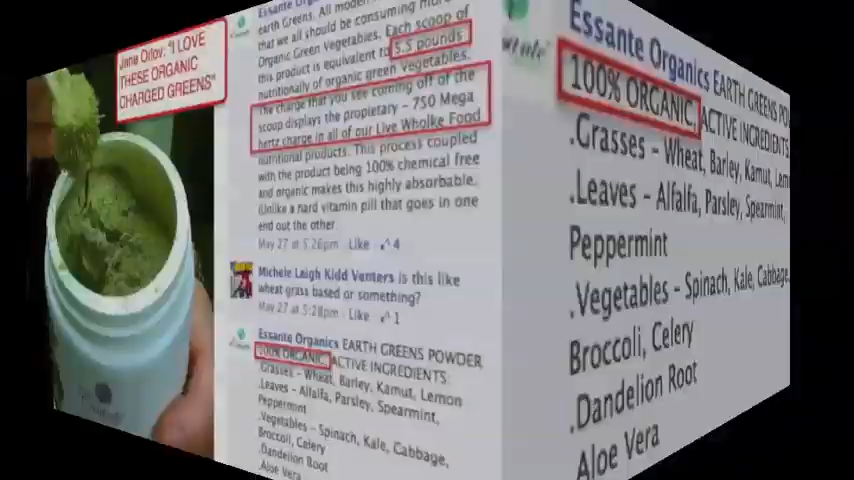 Jane Orlov: "I LOVE
THESE ORGANIC
CHARGED GREENS"
Essante Org
earth Greens. All moder
that we all should be consuming mor
Organic Green Vegetables. Each scoop of
this product is equivalent to 5.5 pounds
nutritionally of organic green vegetables.
The charge that you see coming off of the
scoop displays the propietary - 750 Mega
hertz charge in all of our Live Wholke Food
nutritional products. This process coupled
with the product being 100% chemical free
and organic makes this highly absorbable.
(Unlike a hard vitamin pill that goes in one
end out the other.
May 27 at 5:26pm Like 4
Michele Leigh Kidd Venters is this like
wheat grass based or something?
May 27 at 5:28pm · Like · 1
Essante Organics EARTH GREENS POWDER
100% ORGANIC, ACTIVE INGREDIENTS:
.Grasses - Wheat, Barley, Kamut, Lemon
.Leaves - Alfalfa, Parsley, Spearmint,
Peppermint
.Vegetables - Spinach, Kale, Cabbage,
Broccoli, Celery
.Dandelion Root
.Aloe Vera
Essante Organics EARTH GREENS PO
100% ORGANIC, ACTIVE INGREDIENTS
.Grasses - Wheat, Barley, Kamut, Lem
.Leaves - Alfalfa, Parsley, Spearmint,
Peppermint
.Vegetables - Spinach, Kale, Cabbage,
Broccoli, Celery
.Dandelion Root
.Aloe Vera